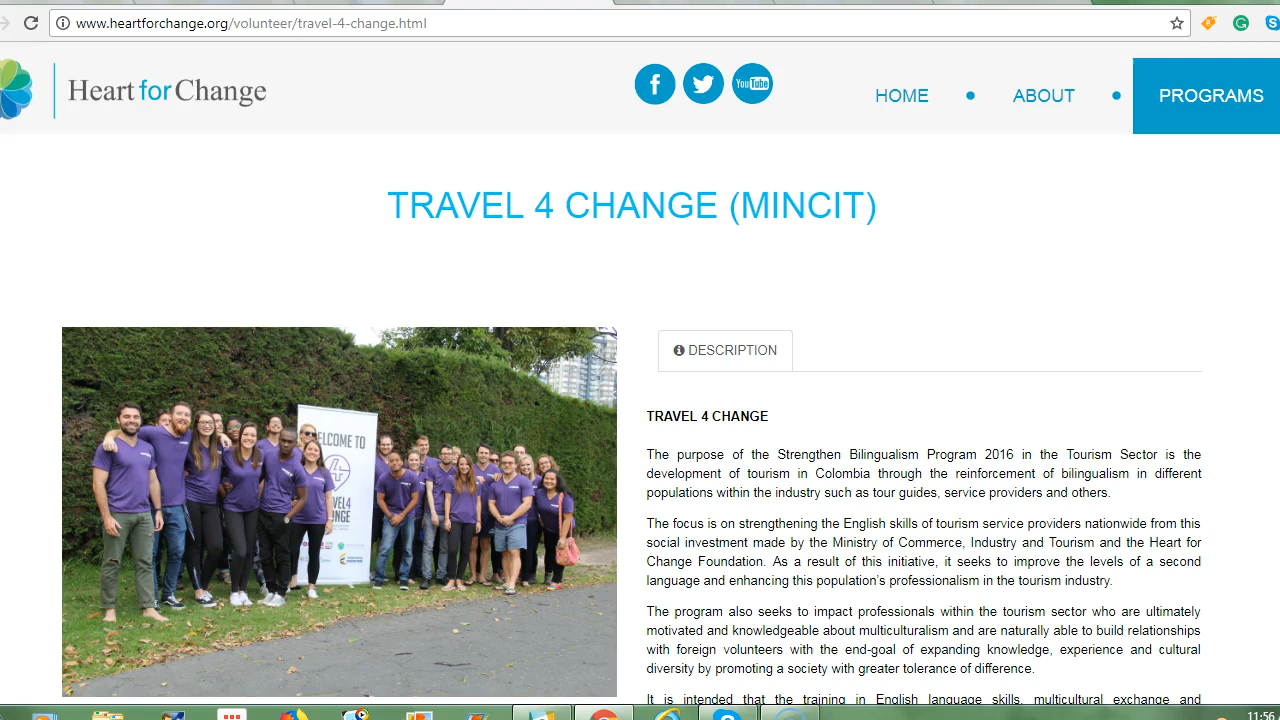 www.heartforchange.org/volunteer/travel-4-change.html
Heart for Change
f
You Tube
HOME
ABOUT
PROGRAMS
TRAVEL 4 CHANGE (MINCIT)
ELCOME TO
4
VEL4
NGE
DESCRIPTION
TRAVEL 4 CHANGE
The purpose of the Strengthen Bilingualism Program 2016 in the Tourism Sector is the
development of tourism in Colombia through the reinforcement of bilingualism in different
populations within the industry such as tour guides, service providers and others.
The focus is on strengthening the English skills of tourism service providers nationwide from this
social investment made by the Ministry of Commerce, Industry and Tourism and the Heart for
Change Foundation. As a result of this initiative, it seeks to improve the levels of a second
language and enhancing this population's professionalism in the tourism industry.
The program also seeks to impact professionals within the tourism sector who are ultimately
motivated and knowledgeable about multiculturalism and are naturally able to build relationships
with foreign volunteers with the end-goal of expanding knowledge, experience and cultural
diversity by promoting a society with greater tolerance of difference.
It is intended that the training in English language skills, multicultural exchange and
11:56